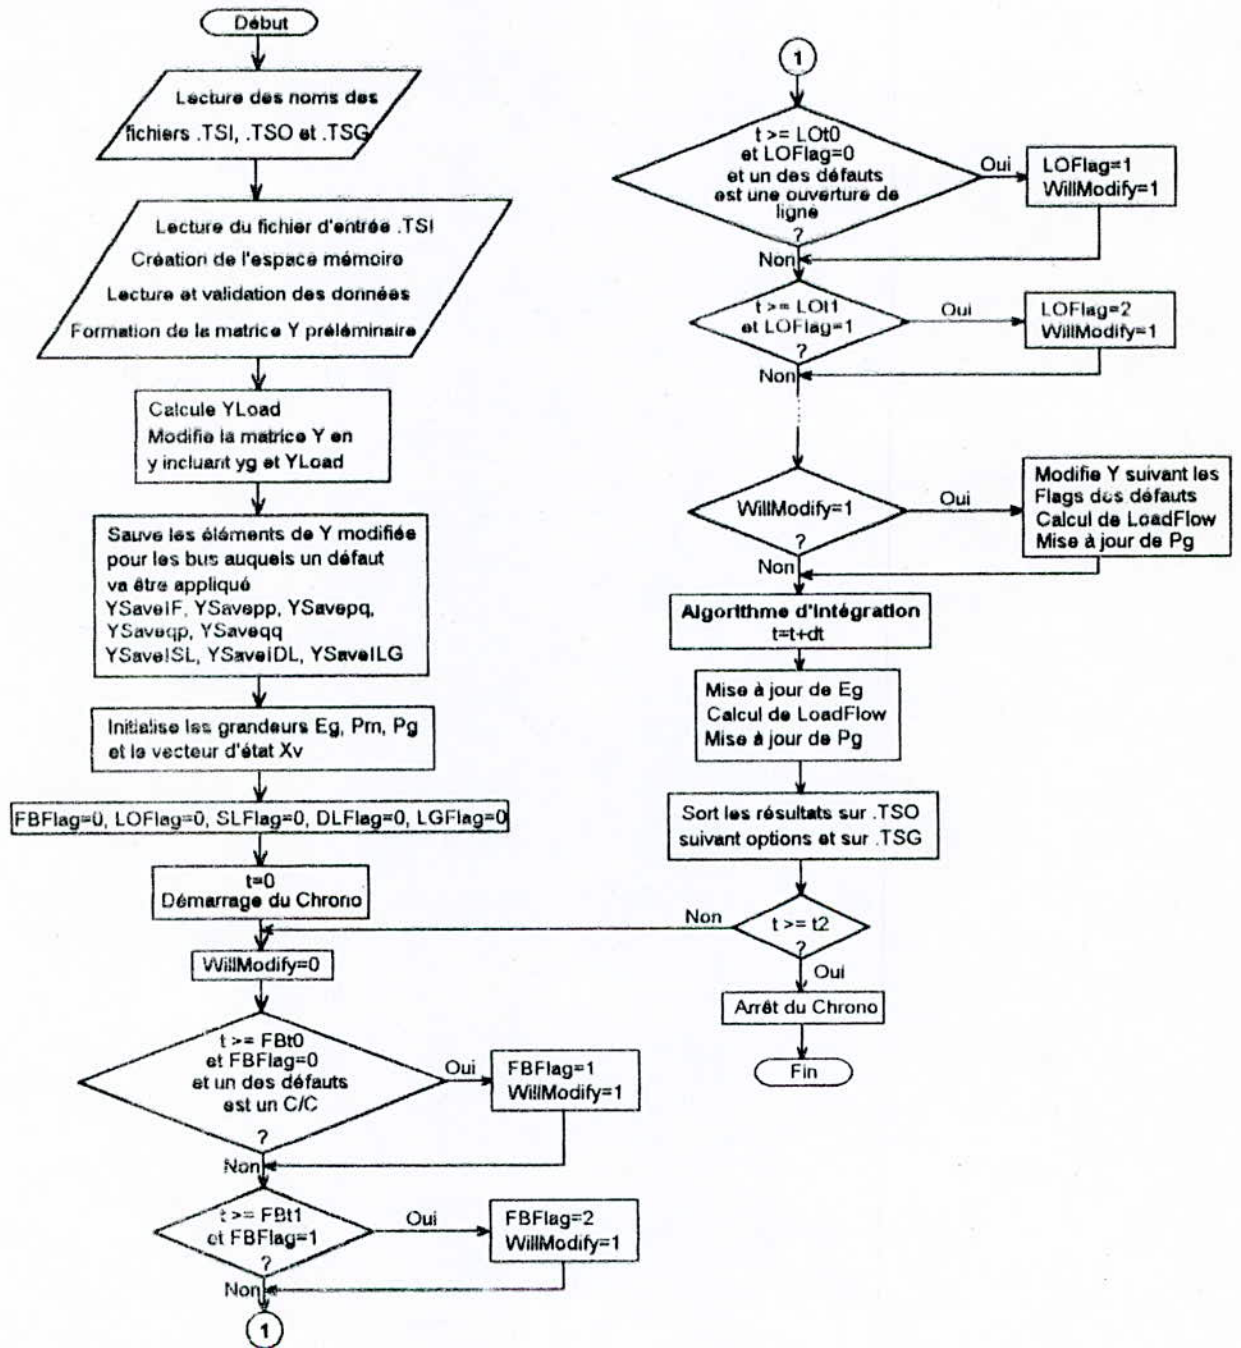 Début
Lecture des noms des
fichiers .TSI, .TSO et .TSG
Lecture du fichier d'entrée .TSI
Création de l'espace mémoire
Lecture et validation des données
Formation de la matrice Y préléminaire
Calcule YLoad
Modifie la matrice Y en
y incluant yg et YLoad
Sauve les éléments de Y modifiée
pour les bus auquels un défaut
va être appliqué
YSaveIF, YSavepp, YSavepq,
YSaveqp, YSaveqq
YSaveISL, YSaveIDL, YSaveILG
Initialise les grandeurs Eg, Pm, Pg
et le vecteur d'état Xv
FBFlag=0, LOFlag=0, SLFlag=0, DLFlag=0, LGFlag=0
t=0
Démarrage du Chrono
WillModify=0
t >= FBt0
et FBFlag=0
et un des défauts
est un C/C
?
Oui
FBFlag=1
WillModify=1
Non
t >= FBt1
et FBFlag=1
?
Oui
FBFlag=2
WillModify=1
Non
1
1
t >= LOt0
et LOFlag=0
et un des défauts
est une ouverture de
ligne
?
Oui
LOFlag=1
WillModify=1
Non
t >= LOt1
et LOFlag=1
?
Oui
LOFlag=2
WillModify=1
Non
WillModify=1
?
Oui
Modifie Y suivant les
Flags des défauts
Calcul de LoadFlow
Mise à jour de Pg
Non
Algorithme d'intégration
t=t+dt
Mise à jour de Eg
Calcul de LoadFlow
Mise à jour de Pg
Sort les résultats sur .TSO
suivant options et sur .TSG
t >= t2
?
Non
Oui
Arrêt du Chrono
Fin